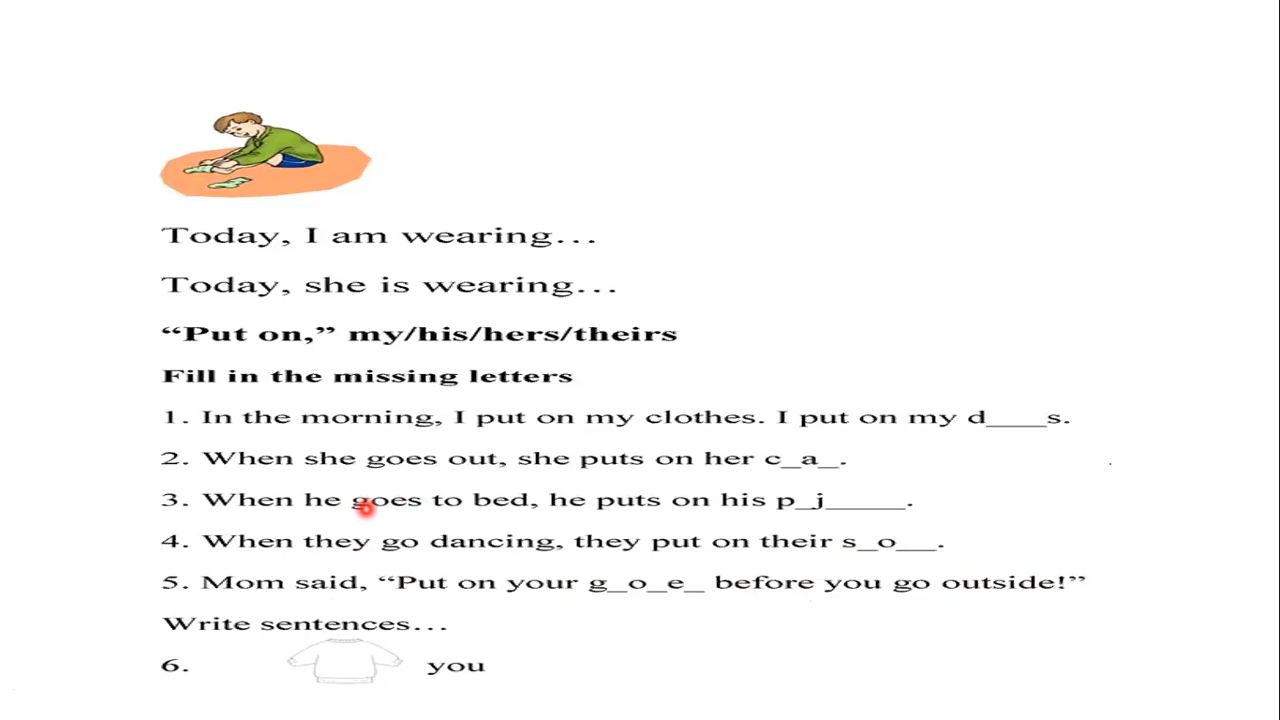 Today, I am wearing…
Today, she is wearing…
“Put on,” my/his/hers/theirs
Fill in the missing letters
1. In the morning, I put on my clothes. I put on my d____s.
2. When she goes out, she puts on her c_a_.
3. When he goes to bed, he puts on his p_j_____.
4. When they go dancing, they put on their s_o__.
5. Mom said, “Put on your g_o_e_ before you go outside!”
Write sentences…
6. you